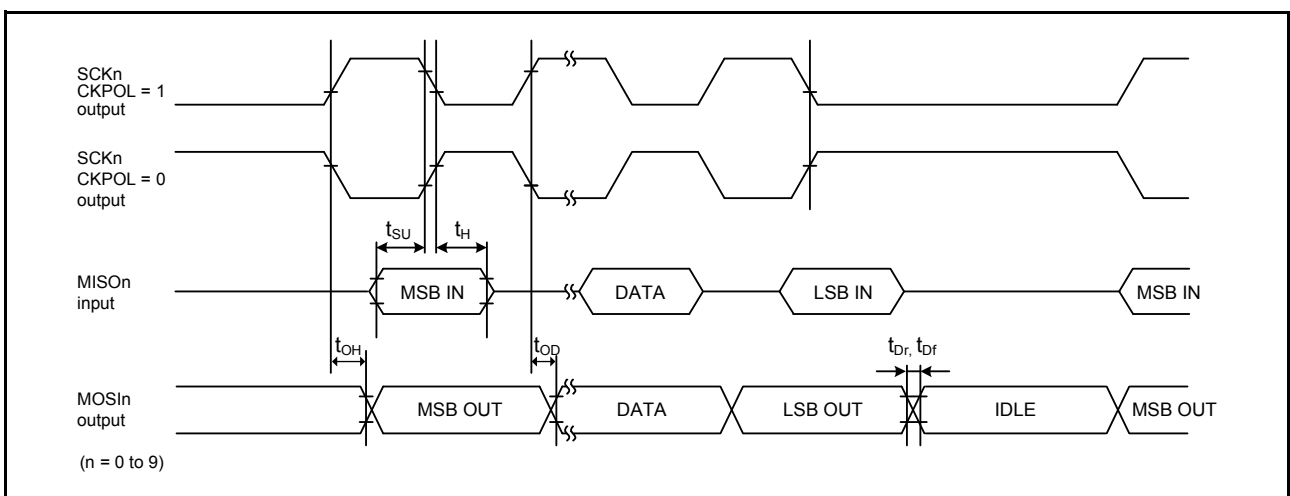 SCKn
CKPOL = 1
output
SCKn
CKPOL = 0
output
tSU
tH
MISOn
input
MSB IN
DATA
LSB IN
MSB IN
tOH
tOD
tDr, tDf
MOSIn
output
MSB OUT
DATA
LSB OUT
IDLE
MSB OUT
(n = 0 to 9)